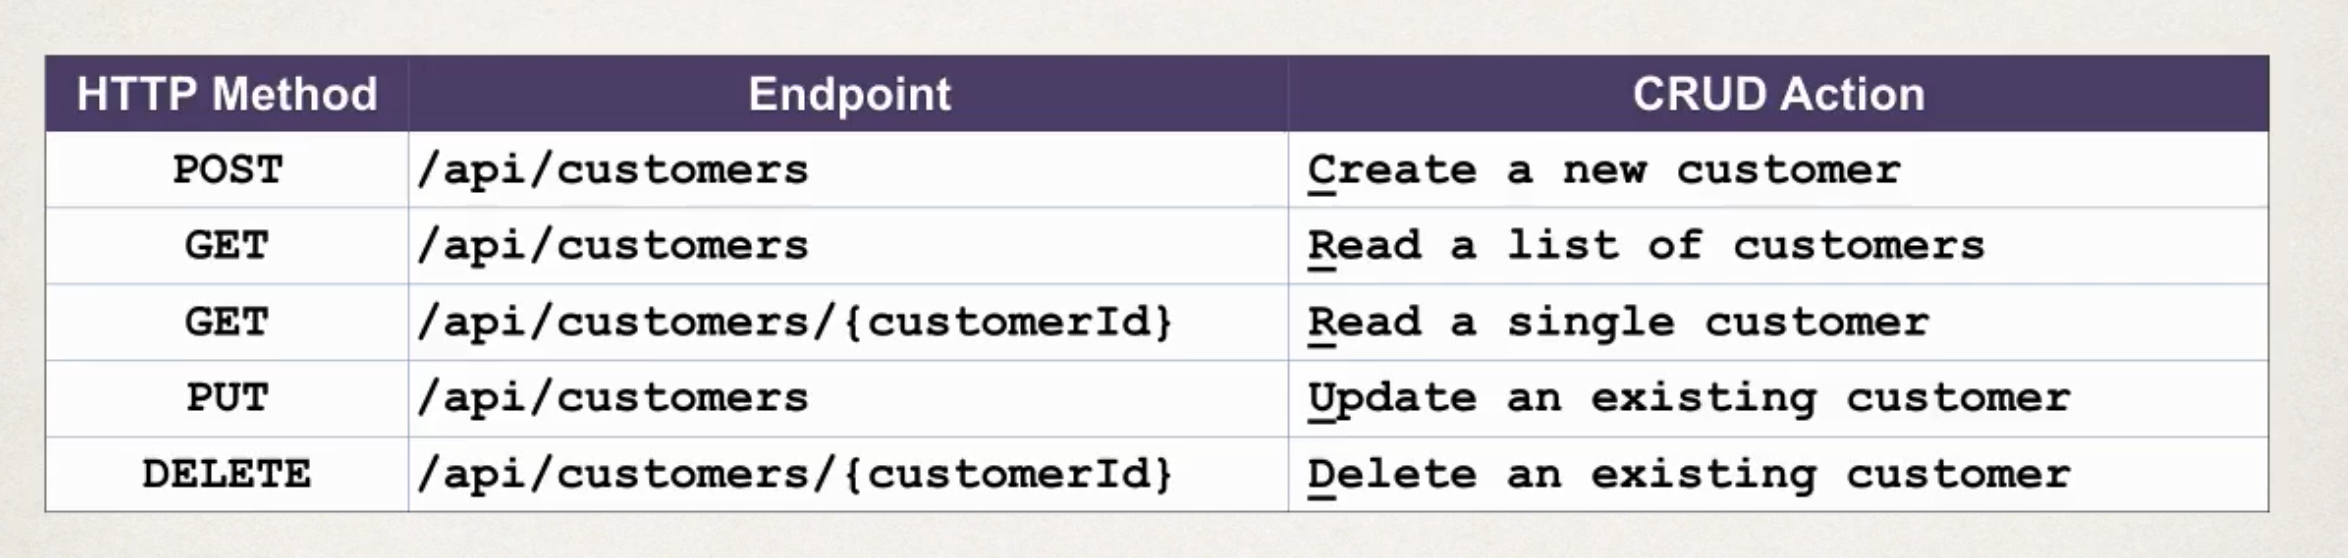 HTTP Method Endpoint CRUD Action
POST /api/customers Create a new customer
GET /api/customers Read a list of customers
GET /api/customers/{customerId} Read a single customer
PUT /api/customers Update an existing customer
DELETE /api/customers/{customerId} Delete an existing customer